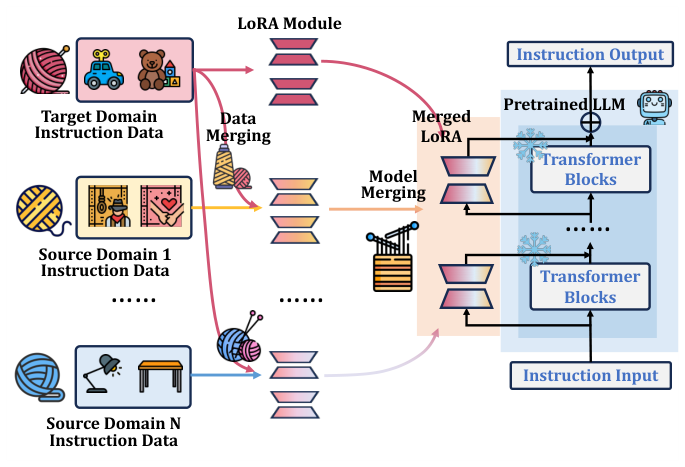 LoRA Module
Instruction Output
Target Domain
Instruction Data
Data
Merging
Merged
LoRA
Pretrained LLM
Transformer
Blocks
Model
Merging
Source Domain 1
Instruction Data
......
......
......
Transformer
Blocks
Instruction Input
Source Domain N
Instruction Data